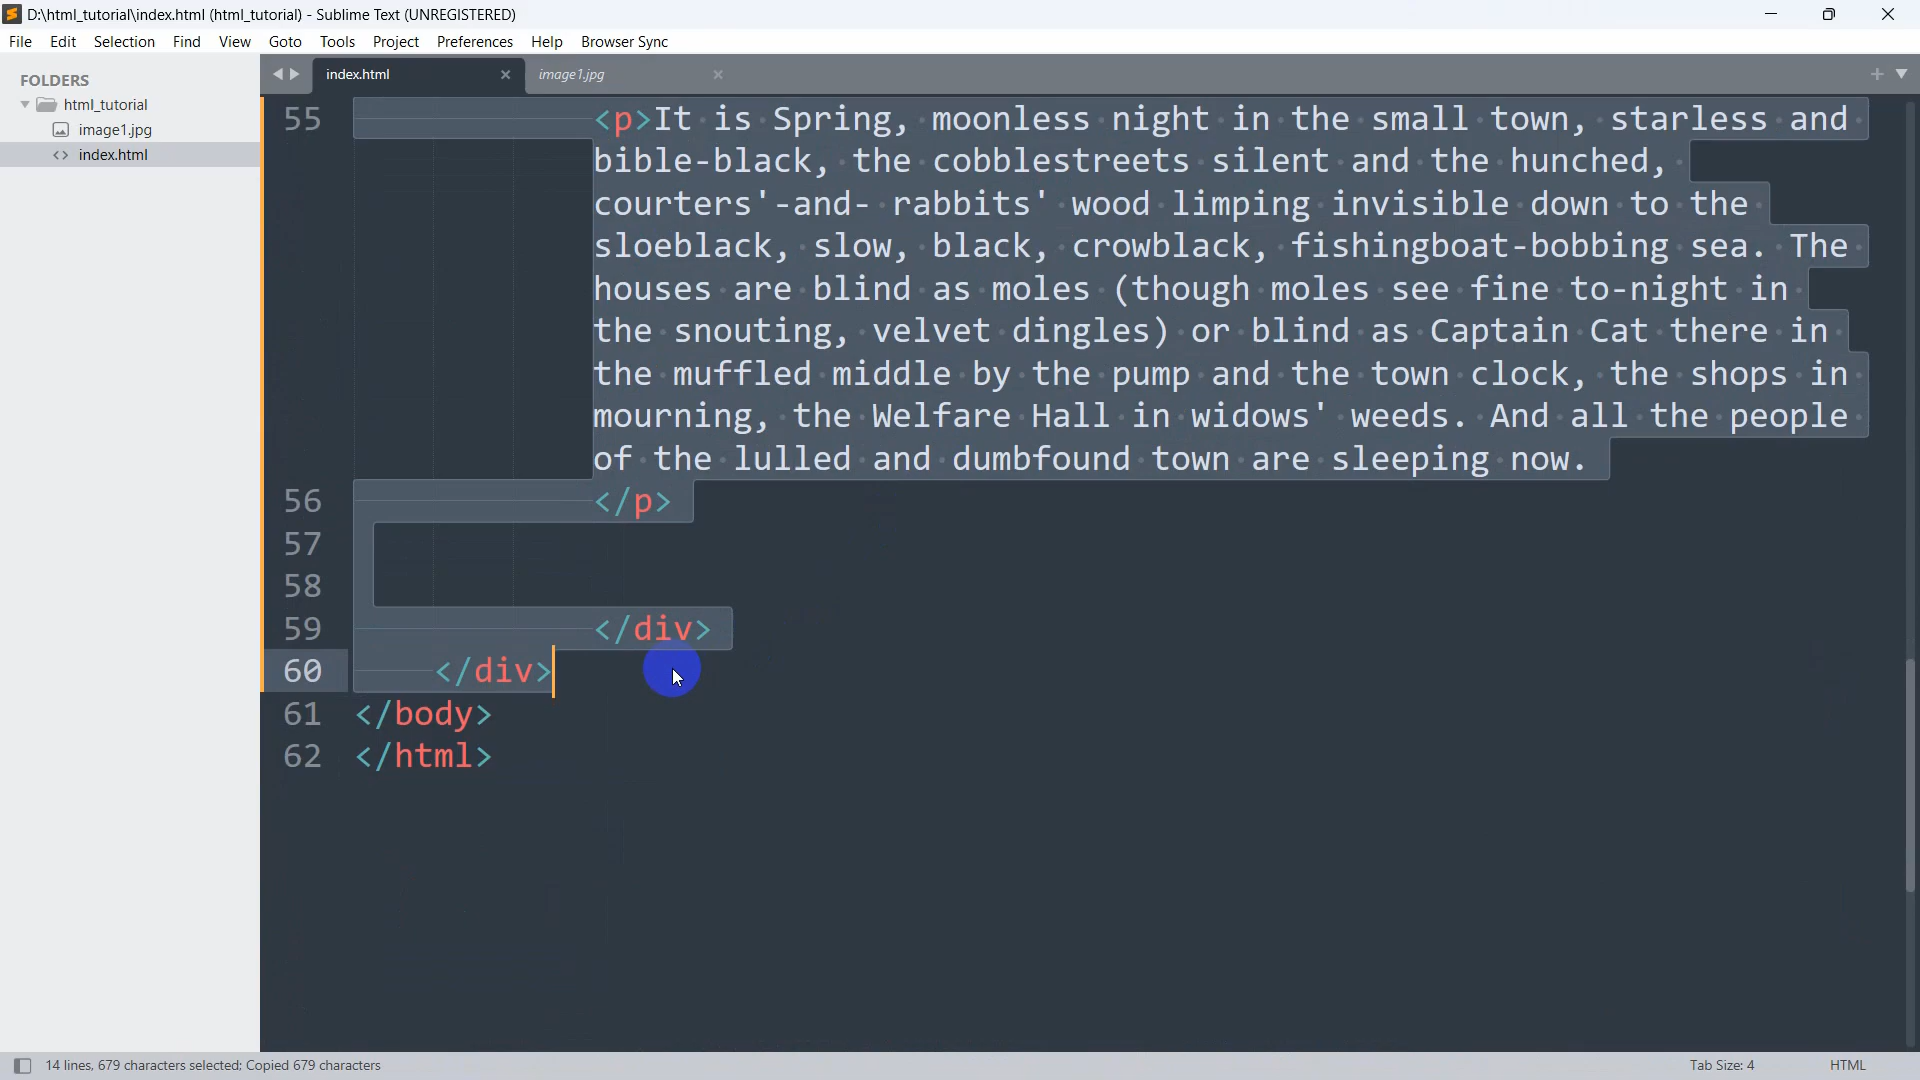 D:\html_tutorial\index.html (html_tutorial) - Sublime Text (UNREGISTERED)
File Edit Selection Find View Goto Tools Project Preferences Help Browser Sync
FOLDERS
html_tutorial
image1.jpg
index.html
index.html image1.jpg
55 <p>It is Spring, moonless night in the small town, starless and
bible-black, the cobblestreets silent and the hunched,
courters'-and- rabbits' wood limping invisible down to the
sloeblack, slow, black, crowblack, fishingboat-bobbing sea. The
houses are blind as moles (though moles see fine to-night in
the snouting, velvet dingles) or blind as Captain Cat there in
the muffled middle by the pump and the town clock, the shops in
mourning, the Welfare Hall in widows' weeds. And all the people
of the lulled and dumbfound town are sleeping now.
56 </p>
57
58
59 </div>
60 </div>
61 </body>
62 </html>
14 lines, 679 characters selected; Copied 679 characters Tab Size: 4 HTML